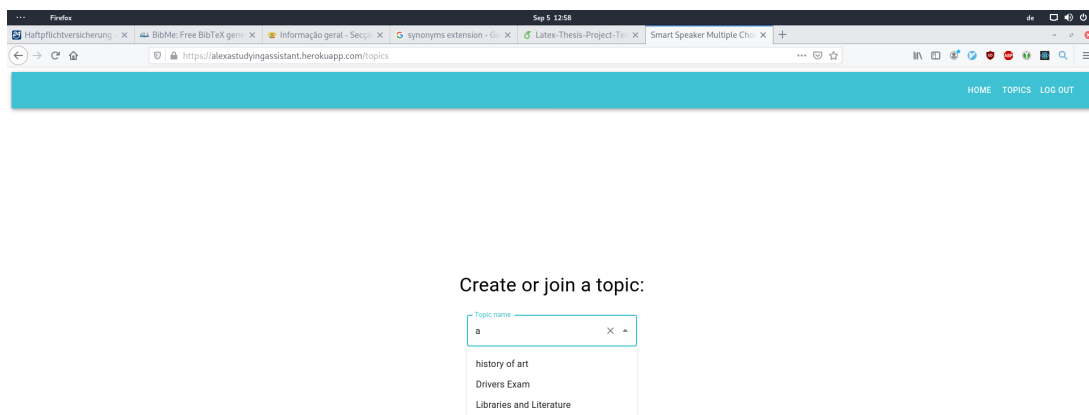 Firefox
Sep 5 12:58
de
Haftpflichtversicherung
BibMe: Free BibTeX gene
Informação geral - Secçã
synonyms extension - Go
Latex-Thesis-Project-Te
Smart Speaker Multiple Cho
https://alexastudyingassistant.herokuapp.com/topics
HOME TOPICS LOG OUT
Create or join a topic:
Topic name
a
history of art
Drivers Exam
Libraries and Literature